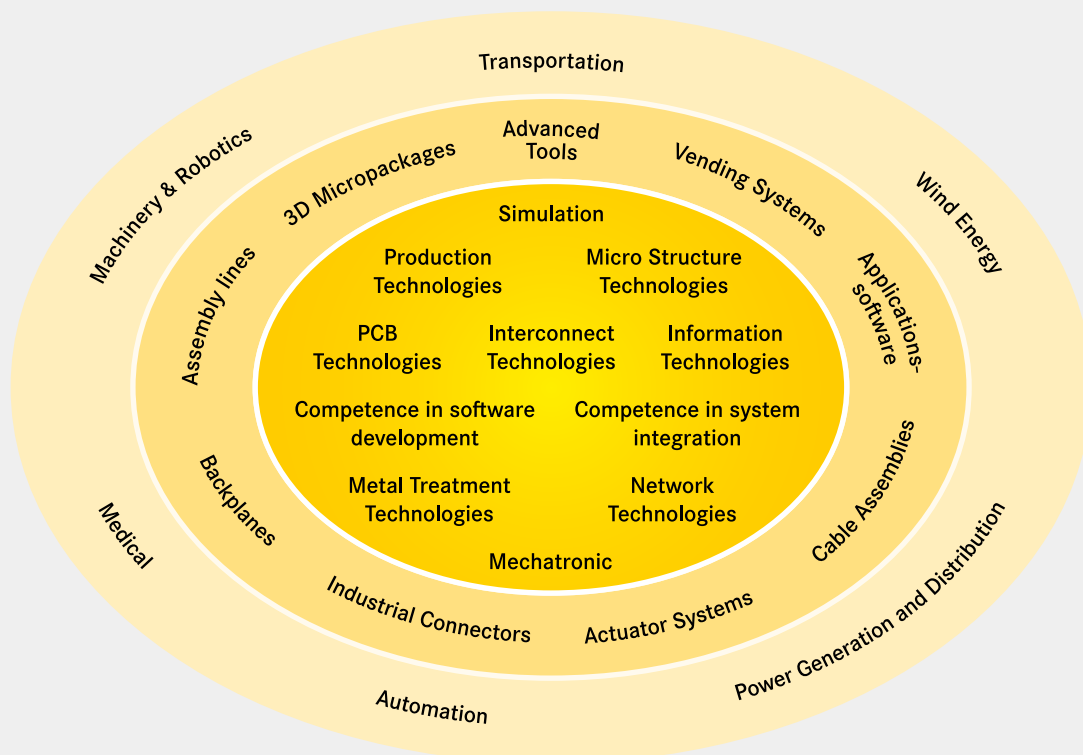 Transportation
Machinery & Robotics
Wind Energy
Medical
Power Generation and Distribution
Automation
Advanced
Tools
3D Micropackages
Vending Systems
Assembly lines
Applications-
software
Backplanes
Cable Assemblies
Industrial Connectors
Actuator Systems
Simulation
Production
Technologies
Micro Structure
Technologies
PCB
Technologies
Interconnect
Technologies
Information
Technologies
Competence in software
development
Competence in system
integration
Metal Treatment
Technologies
Network
Technologies
Mechatronic